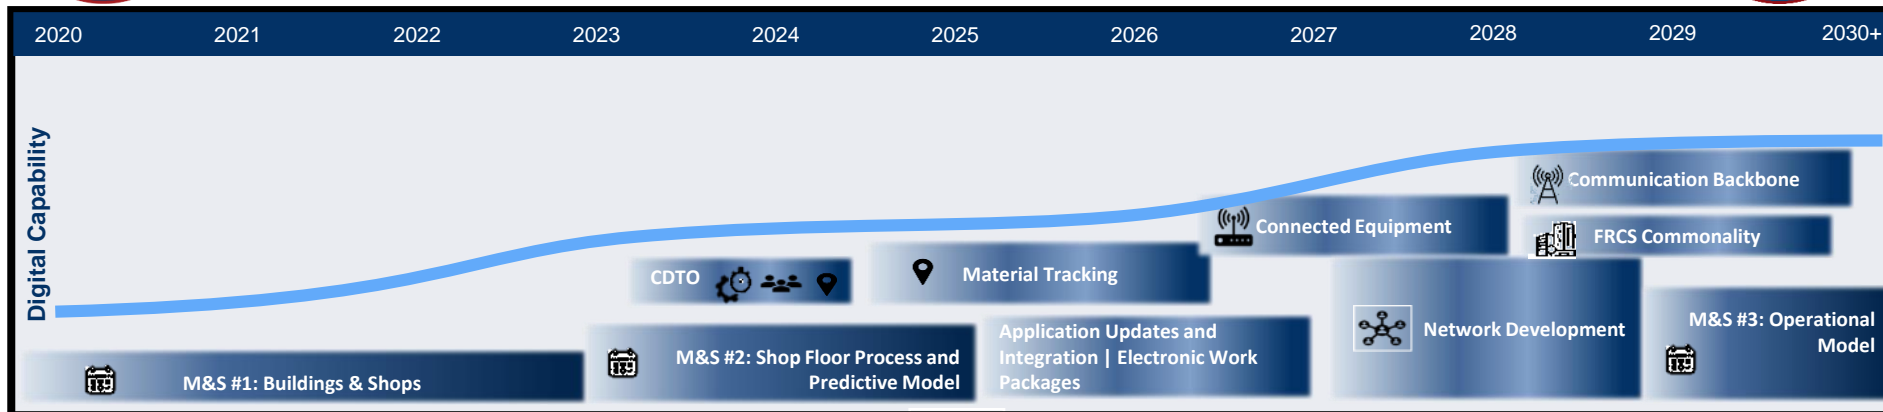 2020 2021 2022 2023 2024 2025 2026 2027 2028 2029 2030+
Digital Capability
Communication Backbone
Connected Equipment
FRCS Commonality
CDTO
Material Tracking
M&S #1: Buildings & Shops
M&S #2: Shop Floor Process and
Predictive Model
Application Updates and
Integration | Electronic Work
Packages
Network Development
M&S #3: Operational
Model